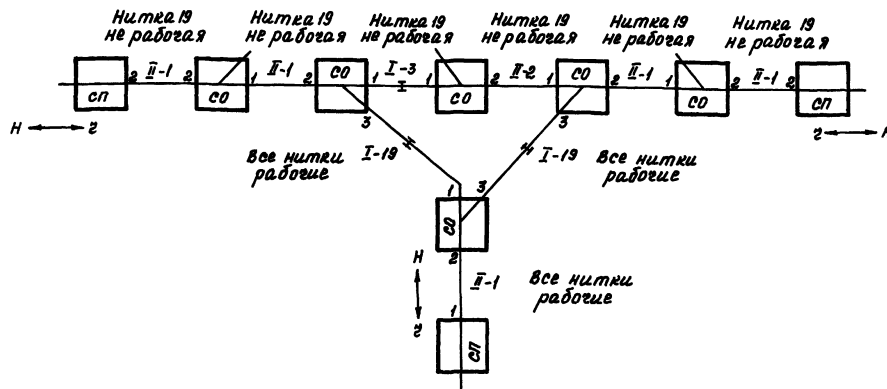 Нитка 19 Нитка 19 Нитка 19 Нитка 19 Нитка 19 Нитка 19
не рабочая не рабочая не рабочая не рабочая не рабочая не рабочая
2 II-1 2 1 II-1 2 1 I-3 1 2 II-2 1 2 II-1 1 2 II-1 2
СП СО СО СО СО СО СП
3 3
Н г г Н
Все нитки I-19 I-19 Все нитки
рабочие рабочие
1 3
СО
2
Н
II-1 Все нитки
рабочие
г 1
СП